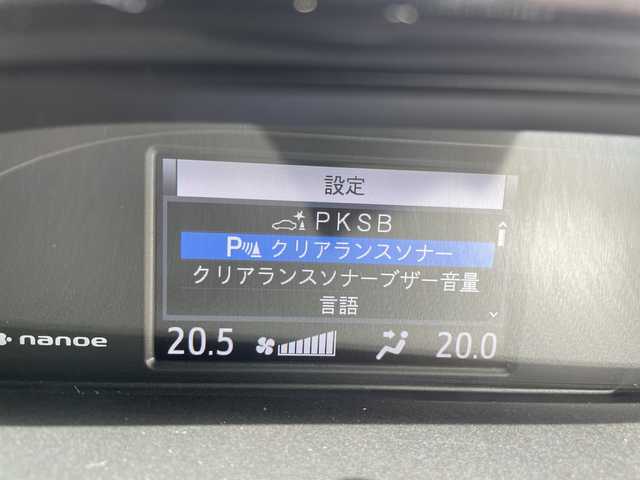 設定
PKSB
P クリアランスソナー
クリアランスソナーブザー音量
言語
nanoe
20.5 20.0